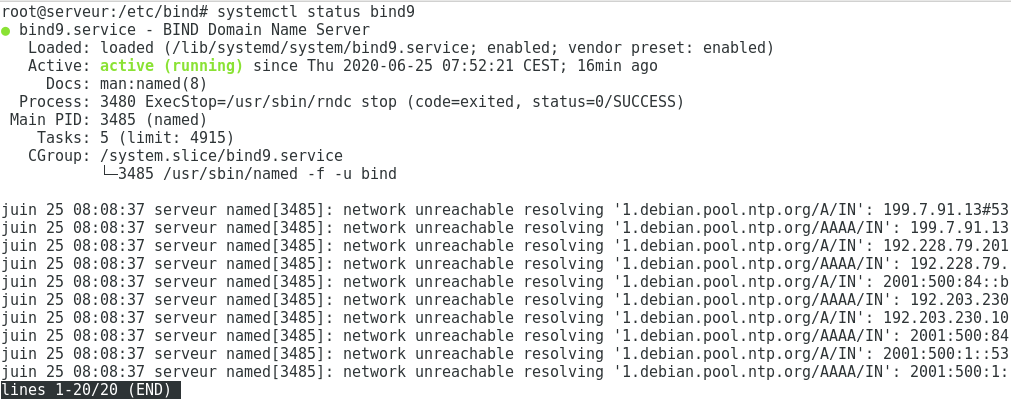 root@serveur:/etc/bind# systemctl status bind9
● bind9.service - BIND Domain Name Server
   Loaded: loaded (/lib/systemd/system/bind9.service; enabled; vendor preset: enabled)
   Active: active (running) since Thu 2020-06-25 07:52:21 CEST; 16min ago
     Docs: man:named(8)
  Process: 3480 ExecStop=/usr/sbin/rndc stop (code=exited, status=0/SUCCESS)
 Main PID: 3485 (named)
    Tasks: 5 (limit: 4915)
   CGroup: /system.slice/bind9.service
           └─3485 /usr/sbin/named -f -u bind

juin 25 08:08:37 serveur named[3485]: network unreachable resolving '1.debian.pool.ntp.org/A/IN': 199.7.91.13#53
juin 25 08:08:37 serveur named[3485]: network unreachable resolving '1.debian.pool.ntp.org/AAAA/IN': 199.7.91.13
juin 25 08:08:37 serveur named[3485]: network unreachable resolving '1.debian.pool.ntp.org/A/IN': 192.228.79.201
juin 25 08:08:37 serveur named[3485]: network unreachable resolving '1.debian.pool.ntp.org/AAAA/IN': 192.228.79.
juin 25 08:08:37 serveur named[3485]: network unreachable resolving '1.debian.pool.ntp.org/A/IN': 2001:500:84::b
juin 25 08:08:37 serveur named[3485]: network unreachable resolving '1.debian.pool.ntp.org/AAAA/IN': 192.203.230
juin 25 08:08:37 serveur named[3485]: network unreachable resolving '1.debian.pool.ntp.org/A/IN': 192.203.230.10
juin 25 08:08:37 serveur named[3485]: network unreachable resolving '1.debian.pool.ntp.org/AAAA/IN': 2001:500:84
juin 25 08:08:37 serveur named[3485]: network unreachable resolving '1.debian.pool.ntp.org/A/IN': 2001:500:1::53
juin 25 08:08:37 serveur named[3485]: network unreachable resolving '1.debian.pool.ntp.org/AAAA/IN': 2001:500:1:
lines 1-20/20 (END)